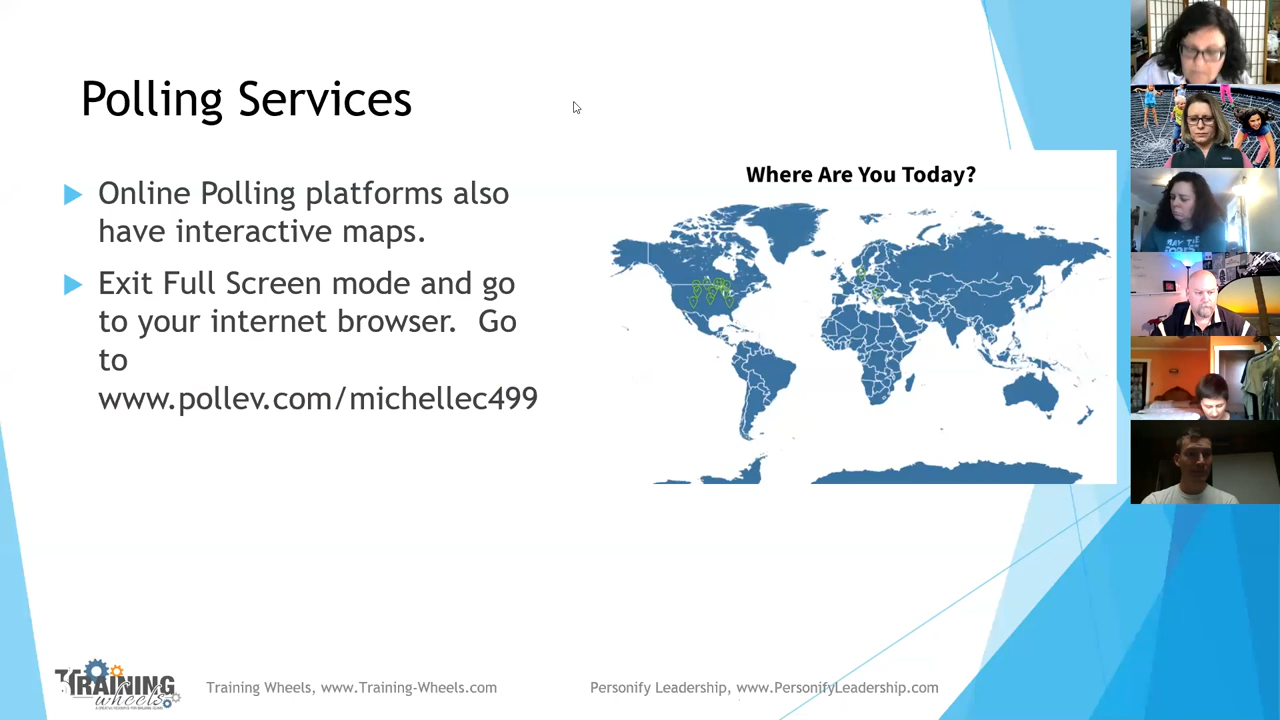 Polling Services
Online Polling platforms also
have interactive maps.
Exit Full Screen mode and go
to your internet browser. Go
to
www.pollev.com/michellec499
Where Are You Today?
TRAINING
wheels
Training Wheels, www.Training-Wheels.com
Personify Leadership, www.PersonifyLeadership.com